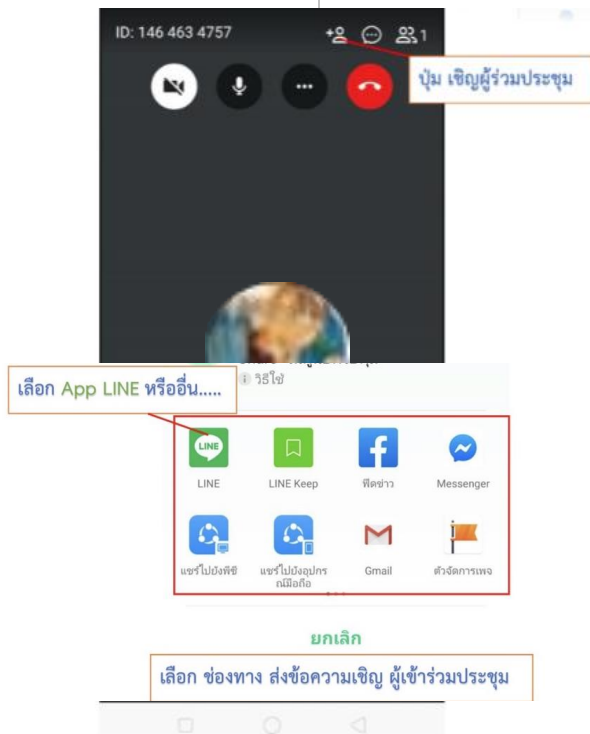 ID: 146 463 4757
1
ปุ่ม เชิญผู้ร่วมประชุม
วิธีใช้
เลือก App LINE หรืออื่น.....
LINE
LINE
LINE Keep
ฟีดข่าว
Messenger
แชร์ไปยังพีซี
แชร์ไปยังอุปกร
ณ์มือถือ
Gmail
ตัวจัดการเพจ
ยกเลิก
เลือก ช่องทาง ส่งข้อความเชิญ ผู้เข้าร่วมประชุม